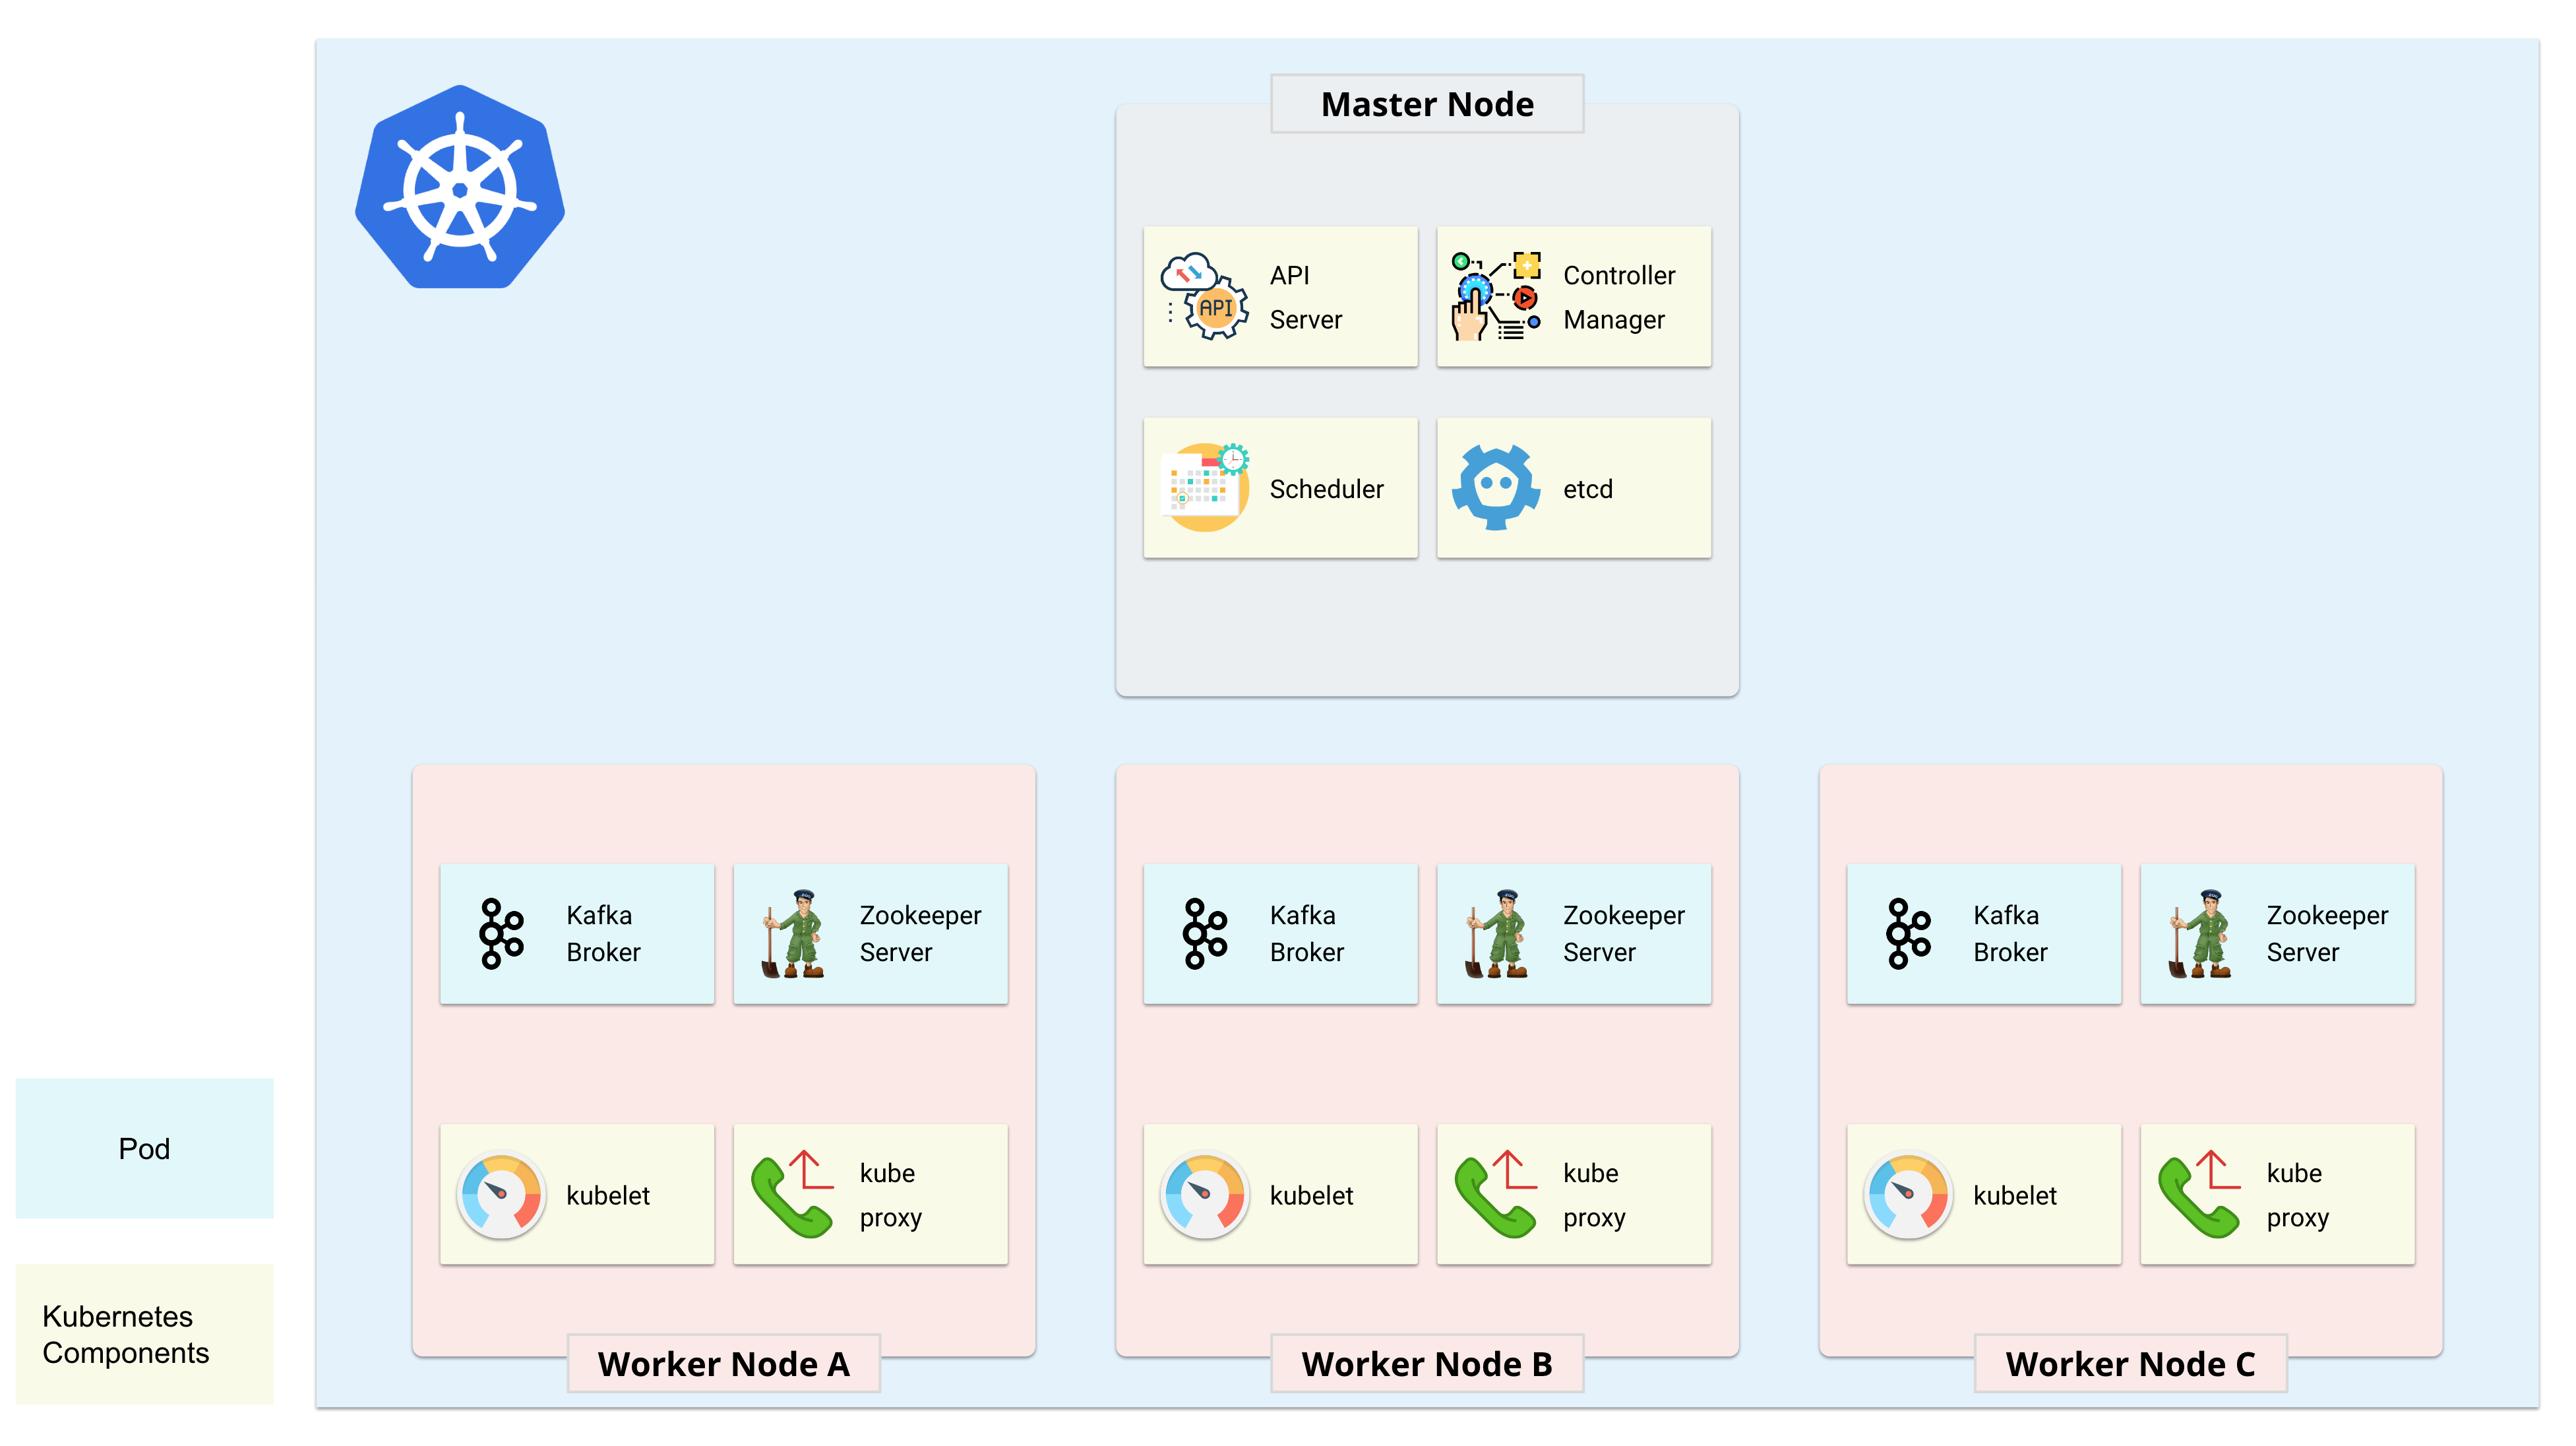 Master Node
API
Server
Controller
Manager
API
Scheduler
etcd
Kafka
Broker
Zookeeper
Server
Kafka
Broker
Zookeeper
Server
Kafka
Broker
Zookeeper
Server
kubelet
kube
proxy
kubelet
kube
proxy
kubelet
kube
proxy
Worker Node A
Worker Node B
Worker Node C
Pod
Kubernetes
Components